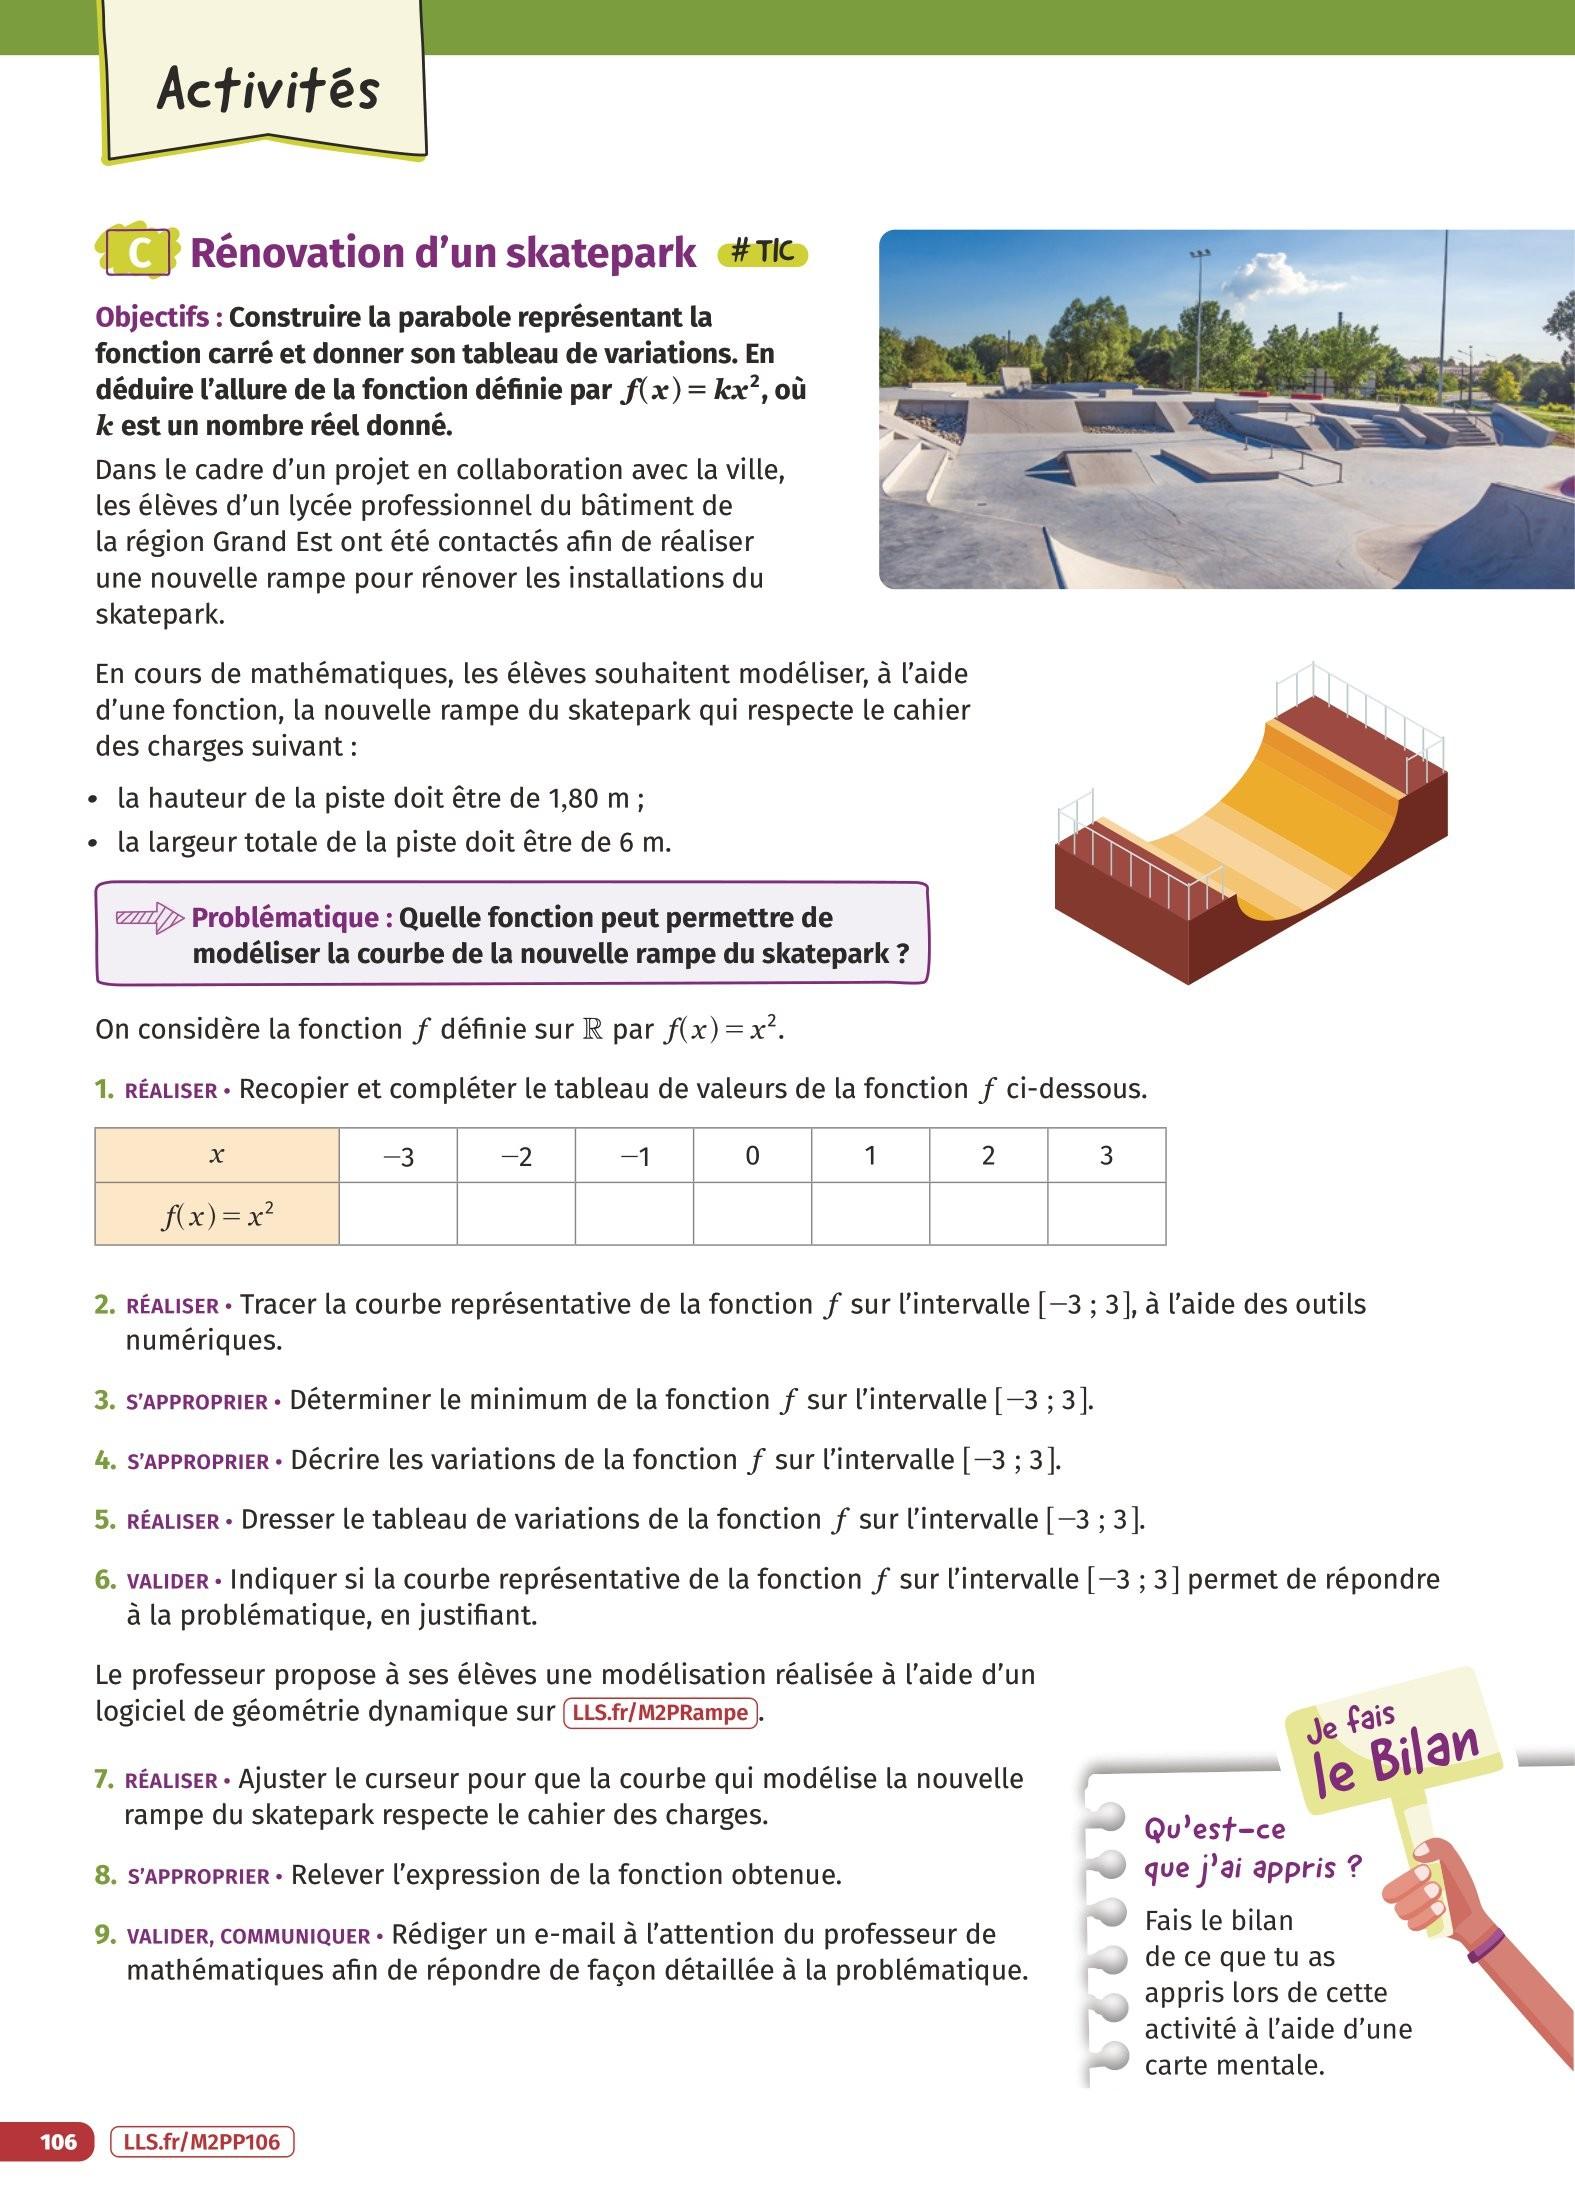 Activités
C Rénovation d'un skatepark # TIC
Objectifs : Construire la parabole représentant la
fonction carré et donner son tableau de variations. En
déduire l'allure de la fonction définie par f(x) = kx², où
k est un nombre réel donné.
Dans le cadre d'un projet en collaboration avec la ville,
les élèves d'un lycée professionnel du bâtiment de
la région Grand Est ont été contactés afin de réaliser
une nouvelle rampe pour rénover les installations du
skatepark.
En cours de mathématiques, les élèves souhaitent modéliser, à l'aide
d'une fonction, la nouvelle rampe du skatepark qui respecte le cahier
des charges suivant :
• la hauteur de la piste doit être de 1,80 m ;
• la largeur totale de la piste doit être de 6 m.
Problématique : Quelle fonction peut permettre de
modéliser la courbe de la nouvelle rampe du skatepark ?
On considère la fonction f définie sur ℝ par f(x) = x².
1. RÉALISER • Recopier et compléter le tableau de valeurs de la fonction f ci-dessous.
x −3 −2 −1 0 1 2 3
f(x) = x²
2. RÉALISER • Tracer la courbe représentative de la fonction f sur l'intervalle [−3 ; 3], à l'aide des outils
numériques.
3. S'APPROPRIER • Déterminer le minimum de la fonction f sur l'intervalle [−3 ; 3].
4. S'APPROPRIER • Décrire les variations de la fonction f sur l'intervalle [−3 ; 3].
5. RÉALISER • Dresser le tableau de variations de la fonction f sur l'intervalle [−3 ; 3].
6. VALIDER • Indiquer si la courbe représentative de la fonction f sur l'intervalle [−3 ; 3] permet de répondre
à la problématique, en justifiant.
Le professeur propose à ses élèves une modélisation réalisée à l'aide d'un
logiciel de géométrie dynamique sur LLS.fr/M2PRampe.
7. RÉALISER • Ajuster le curseur pour que la courbe qui modélise la nouvelle
rampe du skatepark respecte le cahier des charges.
8. S'APPROPRIER • Relever l'expression de la fonction obtenue.
9. VALIDER, COMMUNIQUER • Rédiger un e-mail à l'attention du professeur de
mathématiques afin de répondre de façon détaillée à la problématique.
Je fais
le Bilan
Qu'est-ce
que j'ai appris ?
Fais le bilan
de ce que tu as
appris lors de cette
activité à l'aide d'une
carte mentale.
106 LLS.fr/M2PP106